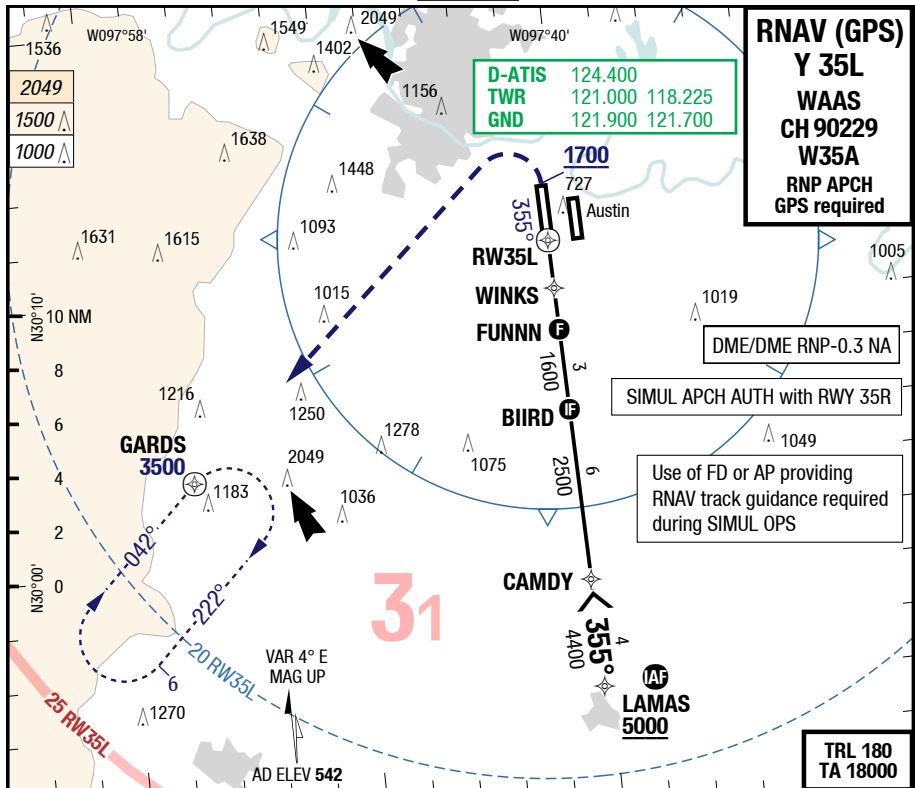 RNAV (GPS)
Y 35L
WAAS
CH 90229
W35A
RNP APCH
GPS required
D-ATIS 124.400
TWR 121.000 118.225
GND 121.900 121.700
W097°58'
W097°40'
1536
1549
1402
2049
1156
2049
1500
1000
1638
1448
1093
1631
1615
1015
1700
727
355°
Austin
RW35L
WINKS
FUNNN
F
1005
1019
N30°10'
10 NM
8
6
4
2
0
N30°00'
DME/DME RNP-0.3 NA
SIMUL APCH AUTH with RWY 35R
Use of FD or AP providing
RNAV track guidance required
during SIMUL OPS
1600
3
BIIRD
IF
2500
6
1216
1250
1278
1075
1049
GARDS
3500
1183
2049
1036
042°
222°
6
CAMDY
355°
4
4400
IAF
LAMAS
5000
31
20 RW35L
25 RW35L
1270
VAR 4° E
MAG UP
AD ELEV 542
TRL 180
TA 18000